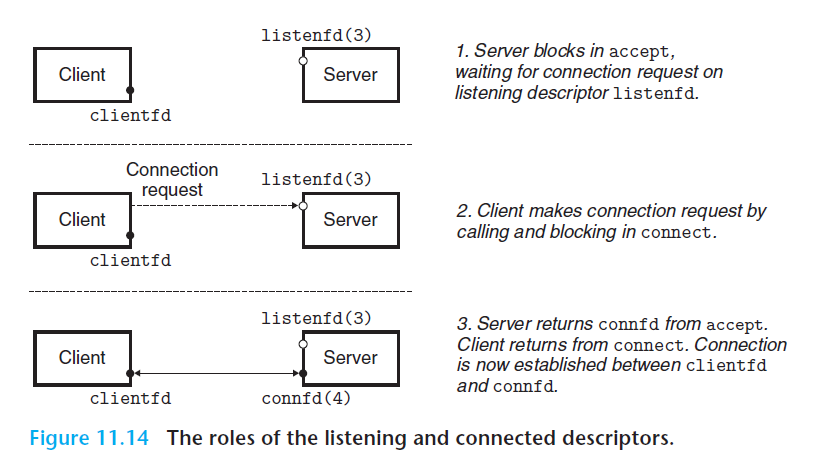 listenfd(3)
Client
Server
clientfd
1. Server blocks in accept,
waiting for connection request on
listening descriptor listenfd.
Connection
request
listenfd(3)
Client
Server
clientfd
2. Client makes connection request by
calling and blocking in connect.
listenfd(3)
Client
Server
clientfd
connfd(4)
3. Server returns connfd from accept.
Client returns from connect. Connection
is now established between clientfd
and connfd.
Figure 11.14 The roles of the listening and connected descriptors.